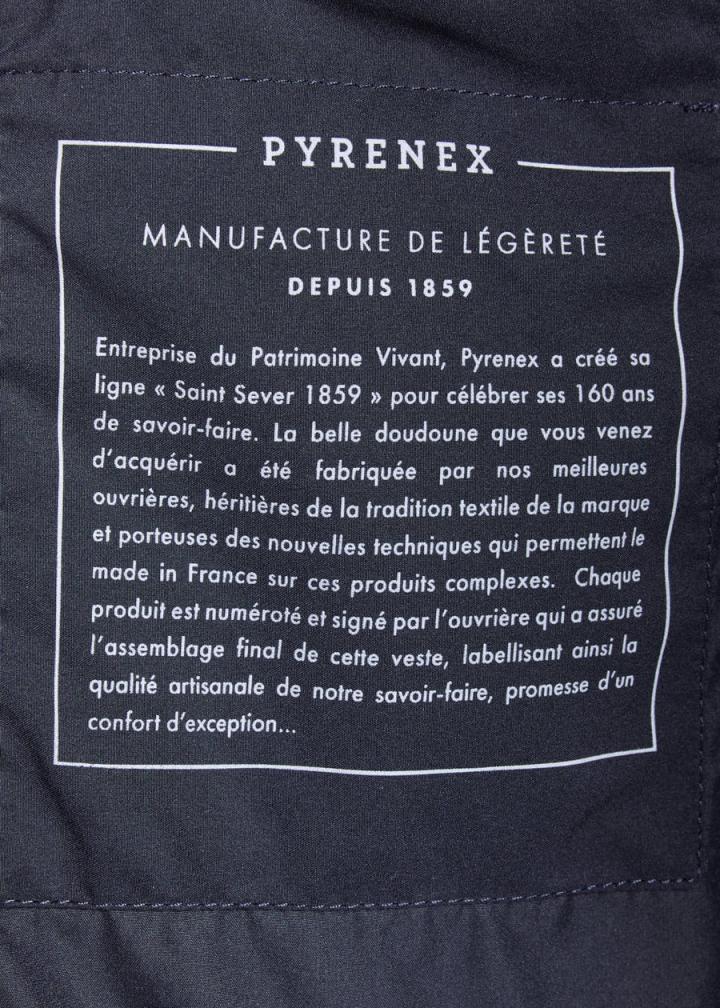 PYRENEX
MANUFACTURE DE LÉGÈRETÉ
DEPUIS 1859
Entreprise du Patrimoine Vivant, Pyrenex a créé sa
ligne « Saint Sever 1859 » pour célébrer ses 160 ans
de savoir-faire. La belle doudoune que vous venez
d'acquérir a été fabriquée par nos meilleures
ouvrières, héritières de la tradition textile de la marque
et porteuses des nouvelles techniques qui permettent le
made in France sur ces produits complexes. Chaque
produit est numéroté et signé par l'ouvrière qui a assuré
l'assemblage final de cette veste, labellisant ainsi la
qualité artisanale de notre savoir-faire, promesse d'un
confort d'exception...